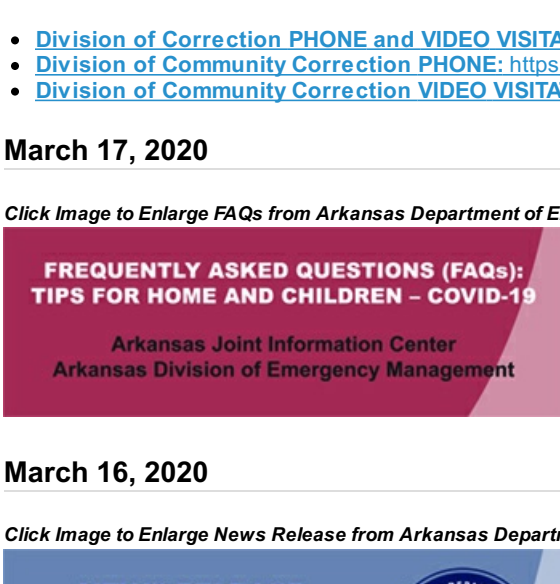 Division of Correction PHONE and VIDEO
Division of Community Correction PHONE: https
Division of Community Correction VIDEO
March 17, 2020
Click Image to Enlarge FAQs from Arkansas Department of
FREQUENTLY ASKED QUESTIONS (FAQs):
TIPS FOR HOME AND CHILDREN – COVID-19
Arkansas Joint Information Center
Arkansas Division of Emergency Management
March 16, 2020
Click Image to Enlarge News Release from Arkansas